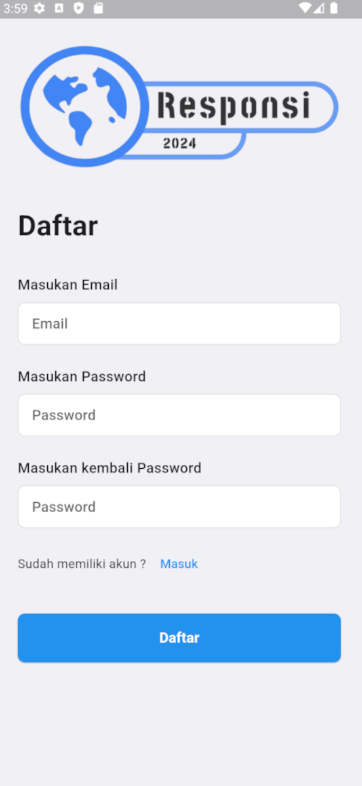 3:59
Responsi
2024
Daftar
Masukan Email
Email
Masukan Password
Password
Masukan kembali Password
Password
Sudah memiliki akun ? Masuk
Daftar